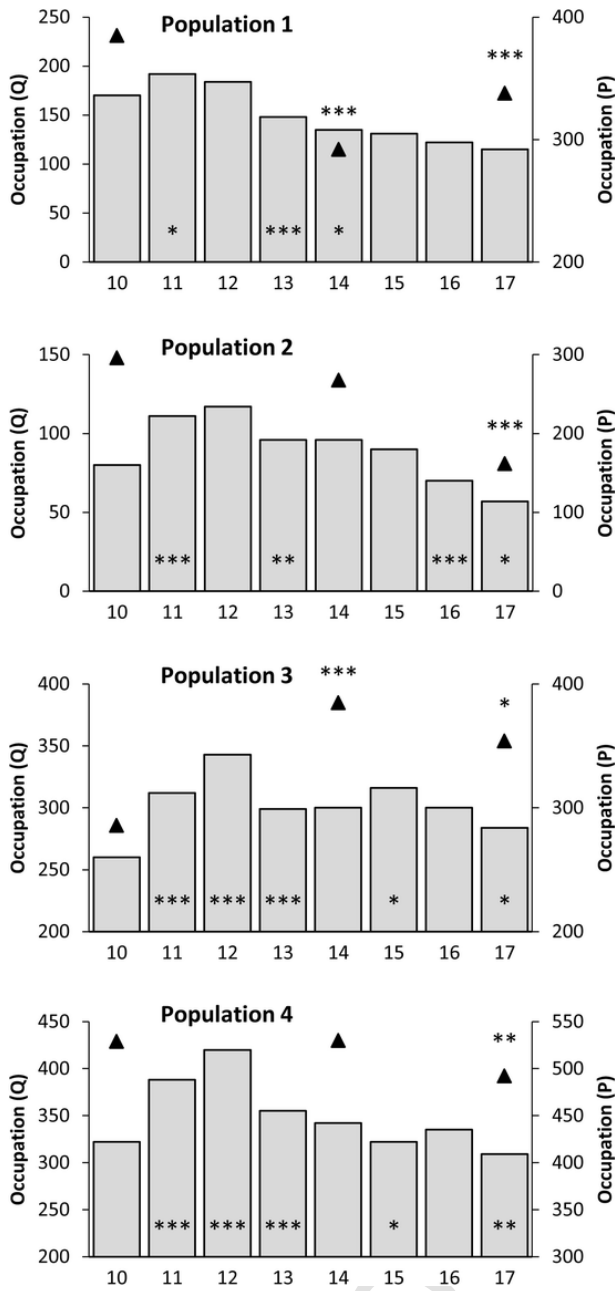 Population 1
Occupation (Q)
Occupation (P)
250
200
150
100
50
0
400
300
200
***
***
* *** *
10 11 12 13 14 15 16 17
Population 2
Occupation (Q)
Occupation (P)
150
100
50
0
300
200
100
0
***
*** ** *** *
10 11 12 13 14 15 16 17
Population 3
Occupation (Q)
Occupation (P)
400
350
300
250
200
400
300
200
***
*
*** *** *** * *
10 11 12 13 14 15 16 17
Population 4
Occupation (Q)
Occupation (P)
450
400
350
300
250
200
550
500
450
400
350
300
**
*** *** *** * **
10 11 12 13 14 15 16 17